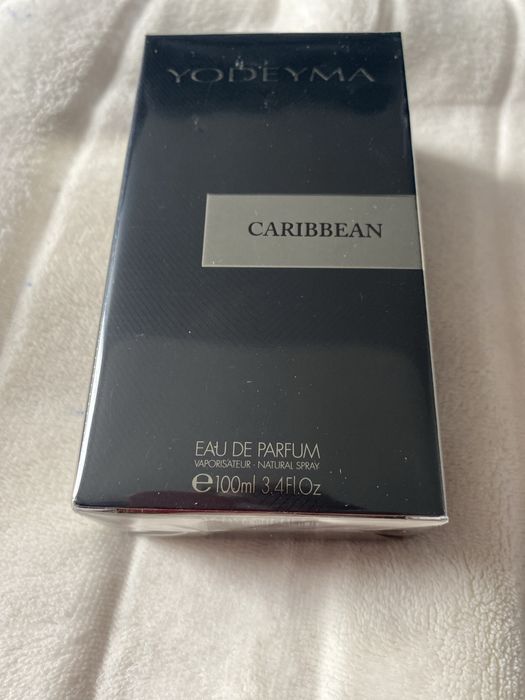 YODEYMA
CARIBBEAN
EAU DE PARFUM
VAPORISATEUR · NATURAL SPRAY
℮100ml 3.4Fl.Oz